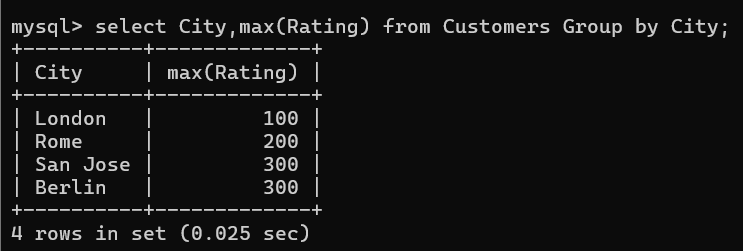 mysql> select City,max(Rating) from Customers Group by City;
+----------+-------------+
| City     | max(Rating) |
+----------+-------------+
| London   |         100 |
| Rome     |         200 |
| San Jose |         300 |
| Berlin   |         300 |
+----------+-------------+
4 rows in set (0.025 sec)